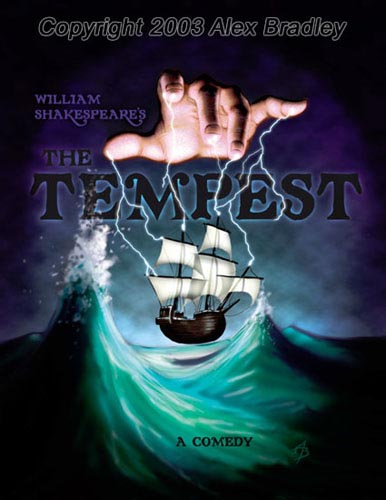 Copyright 2003 Alex Bradley
WILLIAM
SHAKESPEARE'S
THE
TEMPEST
A COMEDY